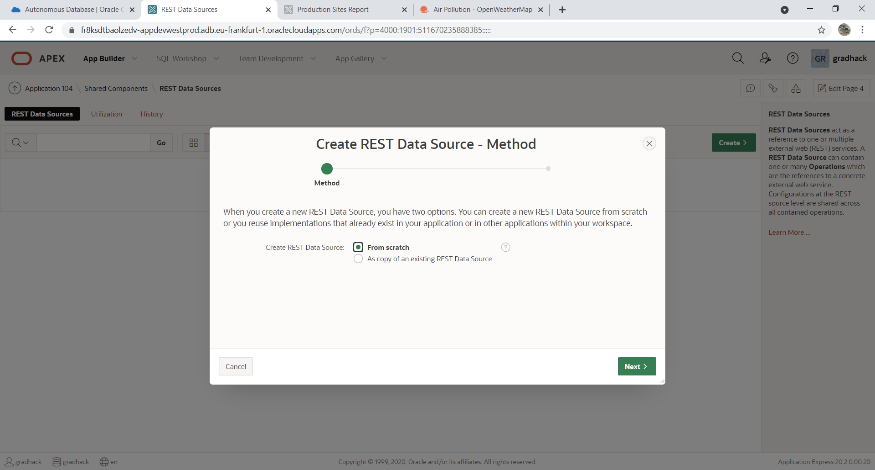 Autonomous Database | Oracle C
REST Data Sources
Production Sites Report
Air Pollution - OpenWeatherMap
fr8ksdtbaolzedv-appdevwestprod.adb.eu-frankfurt-1.oraclecloudapps.com/ords/f?p=4000:1901:511670235888385:::::
APEX
App Builder
SQL Workshop
Team Development
App Gallery
GR gradhack
Application 104 \ Shared Components \ REST Data Sources
Edit Page 4
REST Data Sources
Utilization
History
Go
Create >
Create REST Data Source - Method
Method
When you create a new REST Data Source, you have two options. You can create a new REST Data Source from scratch
or you reuse implementations that already exist in your application or in other applications within your workspace.
Create REST Data Source:
From scratch
As copy of an existing REST Data Source
Cancel
Next >
REST Data Sources
REST Data Sources act as a
reference to one or multiple
external web (REST) services. A
REST Data Source can contain
one or many Operations which
are the references to a concrete
external web service.
Configurations at the REST
source level are shared across
all contained operations.
Learn More...
gradhack
gradhack
en
Copyright © 1999, 2020, Oracle and/or its affiliates. All rights reserved.
Application Express 20.2.0.00.20